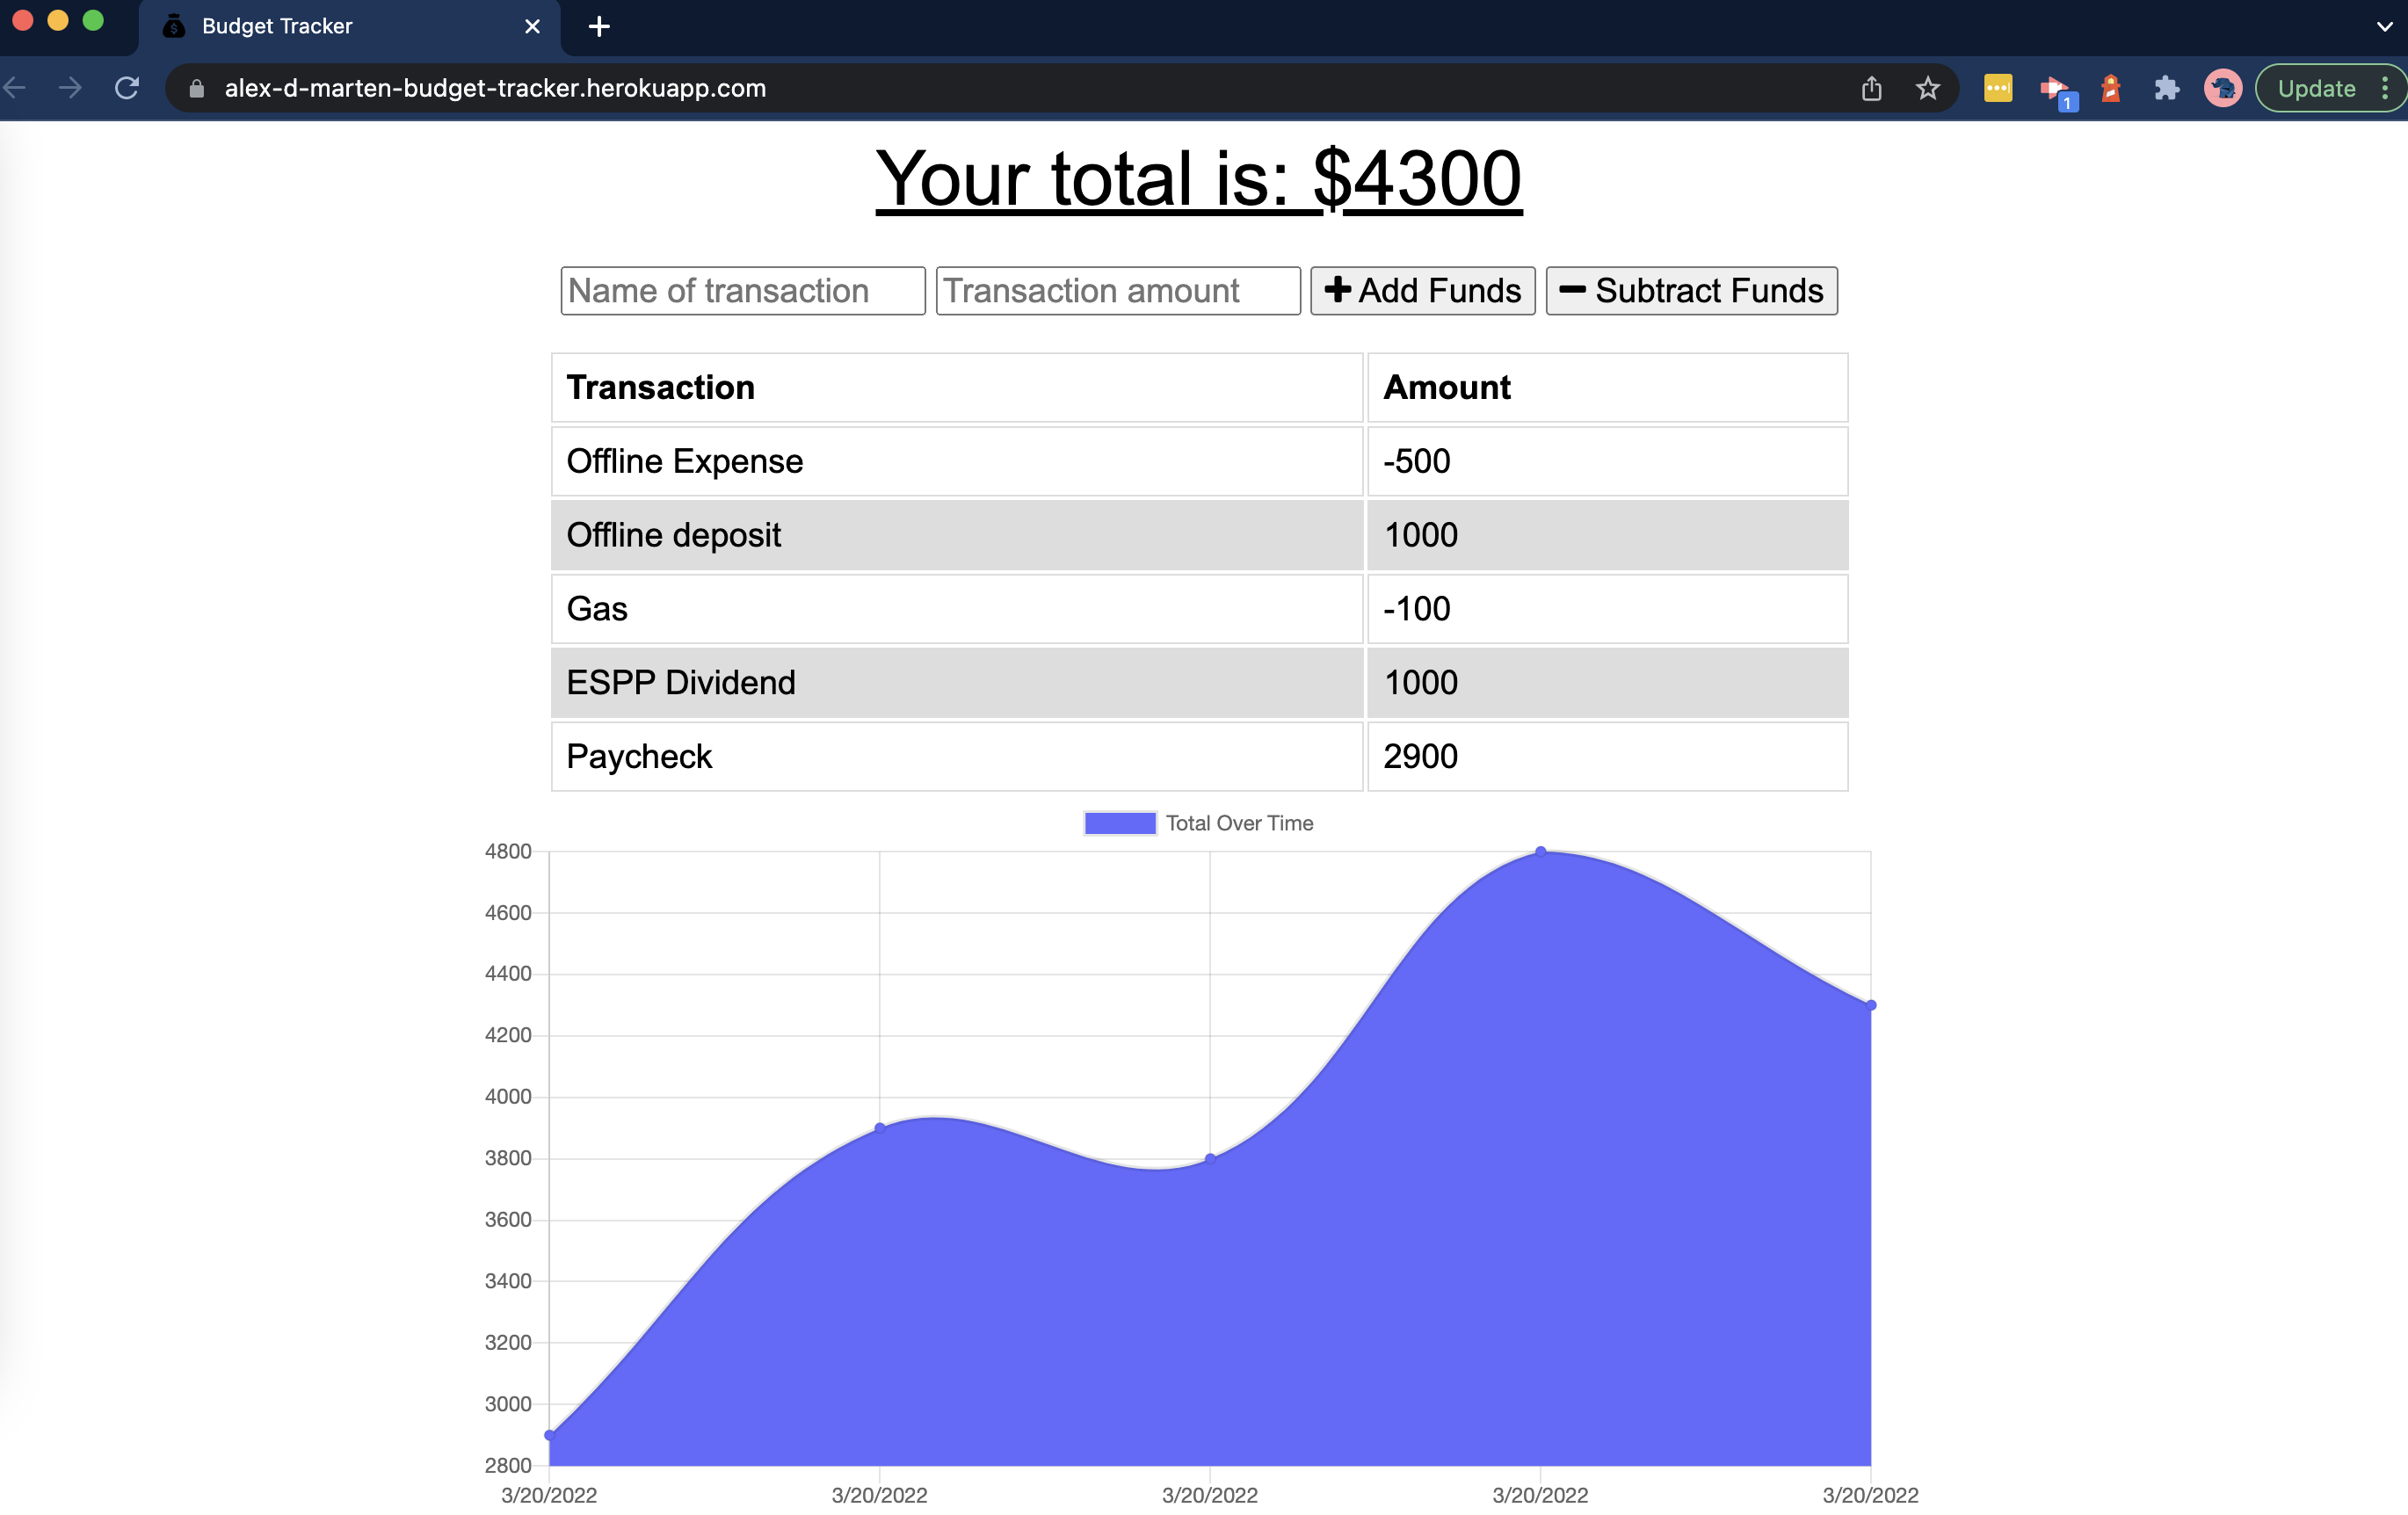 Budget Tracker
alex-d-marten-budget-tracker.herokuapp.com
1
Update
Your total is: $4300
Name of transaction Transaction amount Add Funds Subtract Funds
Transaction Amount
Offline Expense -500
Offline deposit 1000
Gas -100
ESPP Dividend 1000
Paycheck 2900
Total Over Time
4800
4600
4400
4200
4000
3800
3600
3400
3200
3000
2800
3/20/2022 3/20/2022 3/20/2022 3/20/2022 3/20/2022